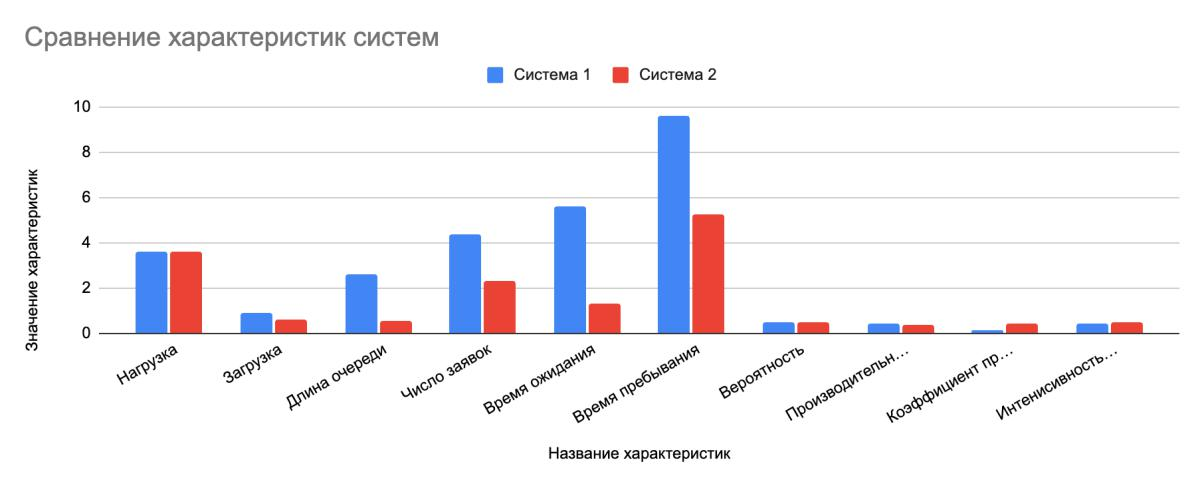 Сравнение характеристик систем
Система 1
Система 2
Значение характеристик
10
8
6
4
2
0
Нагрузка
Загрузка
Длина очереди
Число заявок
Время ожидания
Время пребывания
Вероятность
Производительн…
Коэффициент пр…
Интенисивность…
Название характеристик